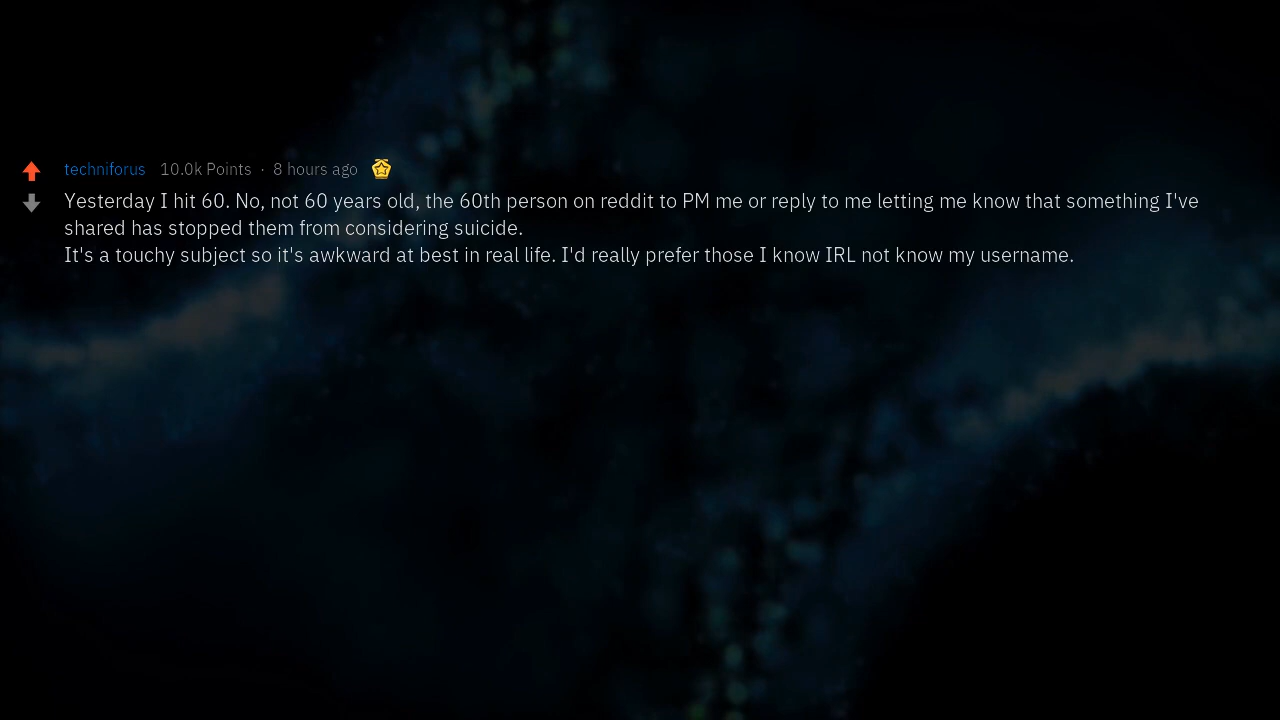 techniforus 10.0k Points · 8 hours ago
Yesterday I hit 60. No, not 60 years old, the 60th person on reddit to PM me or reply to me letting me know that something I've
shared has stopped them from considering suicide.
It's a touchy subject so it's awkward at best in real life. I'd really prefer those I know IRL not know my username.